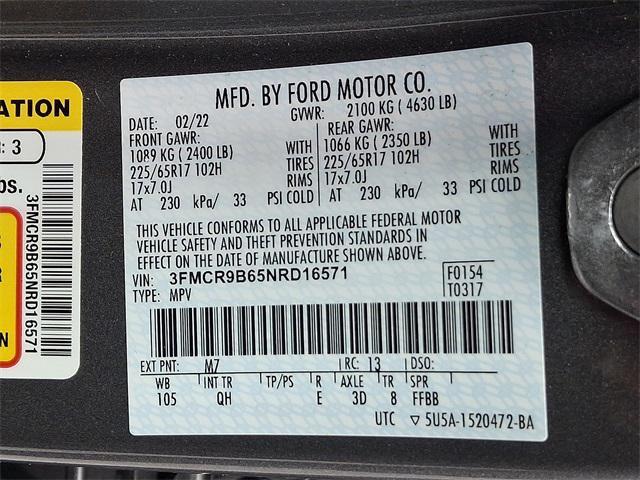 ATION
: 3
bs.
3FMCR9B65NRD16571
R
N
MFD. BY FORD MOTOR CO.
DATE: 02/22 GVWR: 2100 KG ( 4630 LB)
FRONT GAWR: REAR GAWR:
1089 KG ( 2400 LB) WITH 1066 KG ( 2350 LB) WITH
225/65R17 102H TIRES 225/65R17 102H TIRES
17x7.0J RIMS 17x7.0J RIMS
AT 230 kPa/ 33 PSI COLD AT 230 kPa/ 33 PSI COLD
THIS VEHICLE CONFORMS TO ALL APPLICABLE FEDERAL MOTOR
VEHICLE SAFETY AND THEFT PREVENTION STANDARDS IN
EFFECT ON THE DATE OF MANUFACTURE SHOWN ABOVE.
VIN: 3FMCR9B65NRD16571 F0154
TYPE: MPV T0317
EXT PNT: M7 RC: 13 DSO:
WB INT TR TP/PS R AXLE TR SPR
105 QH E 3D 8 FFBB
UTC ▽ 5U5A-1520472-BA